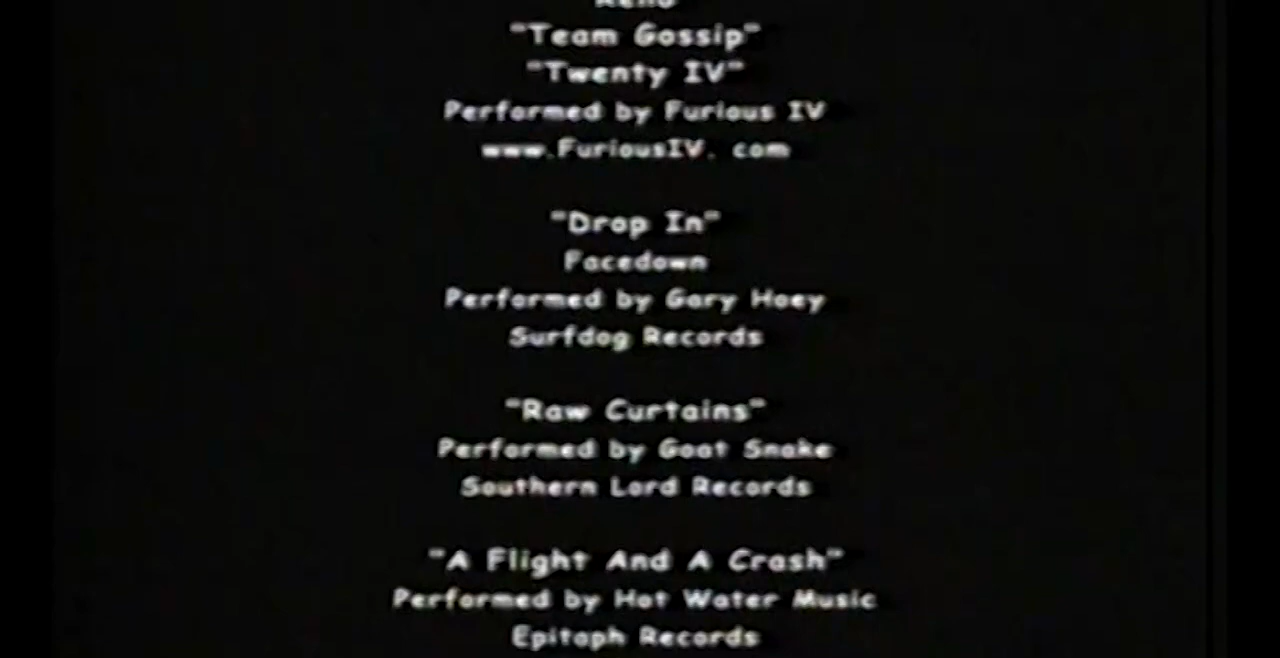 Reno
"Team Gossip"
"Twenty IV"
Performed by Furious IV
www.FuriousIV. com
"Drop In"
Facedown
Performed by Gary Hoey
Surfdog Records
"Raw Curtains"
Performed by Goat Snake
Southern Lord Records
"A Flight And A Crash"
Performed by Hot Water Music
Epitaph Records